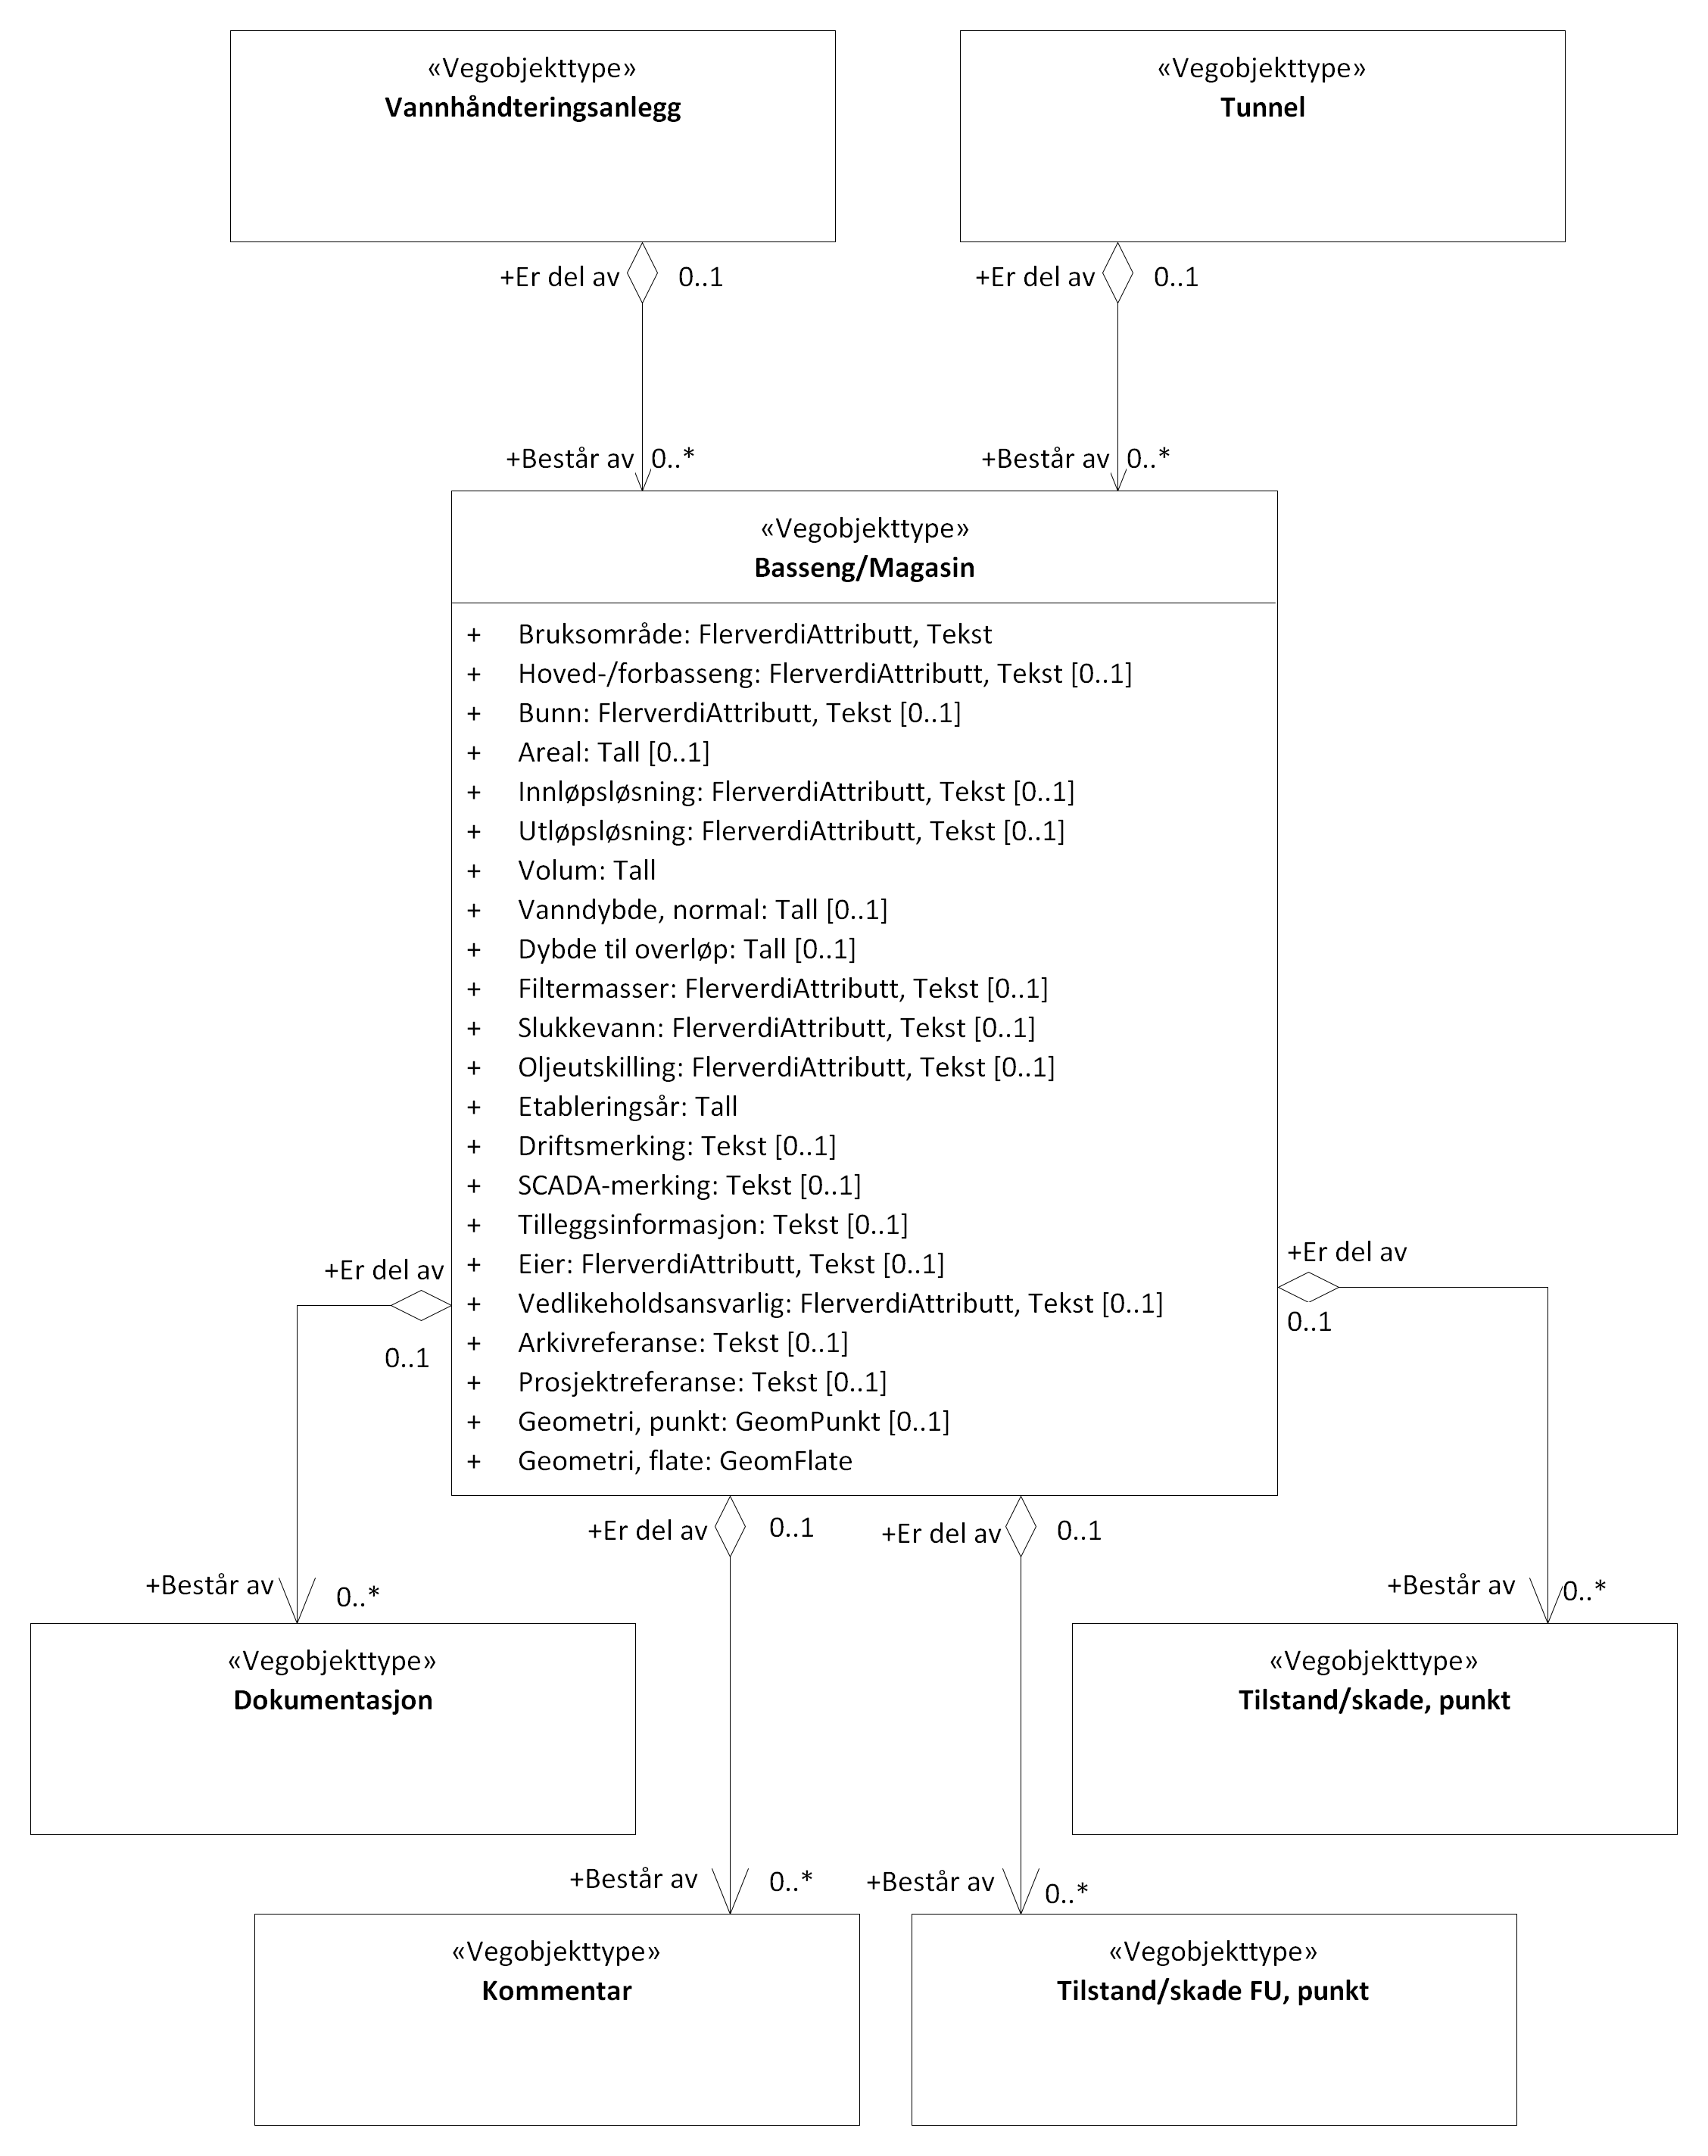 «Vegobjekttype»
Vannhåndteringsanlegg
«Vegobjekttype»
Tunnel
+Er del av
0..1
+Er del av
0..1
+Består av
0..*
+Består av
0..*
«Vegobjekttype»
Basseng/Magasin
+ Bruksområde: FlerverdiAttributt, Tekst
+ Hoved-/forbasseng: FlerverdiAttributt, Tekst [0..1]
+ Bunn: FlerverdiAttributt, Tekst [0..1]
+ Areal: Tall [0..1]
+ Innløpsløsning: FlerverdiAttributt, Tekst [0..1]
+ Utløpsløsning: FlerverdiAttributt, Tekst [0..1]
+ Volum: Tall
+ Vanndybde, normal: Tall [0..1]
+ Dybde til overløp: Tall [0..1]
+ Filtermasser: FlerverdiAttributt, Tekst [0..1]
+ Slukkevann: FlerverdiAttributt, Tekst [0..1]
+ Oljeutskilling: FlerverdiAttributt, Tekst [0..1]
+ Etableringsår: Tall
+ Driftsmerking: Tekst [0..1]
+ SCADA-merking: Tekst [0..1]
+ Tilleggsinformasjon: Tekst [0..1]
+ Eier: FlerverdiAttributt, Tekst [0..1]
+ Vedlikeholdsansvarlig: FlerverdiAttributt, Tekst [0..1]
+ Arkivreferanse: Tekst [0..1]
+ Prosjektreferanse: Tekst [0..1]
+ Geometri, punkt: GeomPunkt [0..1]
+ Geometri, flate: GeomFlate
+Er del av
0..1
+Er del av
0..1
+Er del av
0..1
+Er del av
0..1
+Består av
0..*
+Består av
0..*
«Vegobjekttype»
Dokumentasjon
«Vegobjekttype»
Tilstand/skade, punkt
+Består av
0..*
+Består av
0..*
«Vegobjekttype»
Kommentar
«Vegobjekttype»
Tilstand/skade FU, punkt